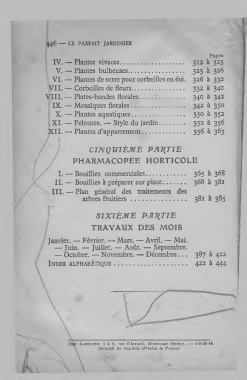 446 — LE PARFAIT JARDINIER
Pages
IV. — Plantes vivaces.................. 312 à 323
V. — Plantes bulbeuses............... 323 à 326
VI. — Plantes de serre pour corbeilles en été. 326 à 332
VII. — Corbeilles de fleurs............. 332 à 340
VIII. — Plates-bandes florales............ 340 à 342
IX. — Mosaïques florales .............. 342 à 350
X. — Plantes aquatiques.............. 350 à 352
XI. — Pelouses. — Style du jardin....... 352 à 356
XII. — Plantes d'appartement............ 356 à 363
CINQUIÈME PARTIE
PHARMACOPÉE HORTICOLE
I. — Bouillies commerciales............ 365 à 368
II. — Bouillies à préparer sur place....... 368 à 381
III. — Plan général des traitements des
arbres fruitiers ................ 381 à 385
SIXIÈME PARTIE
TRAVAUX DES MOIS
Janvier. — Février. — Mars. — Avril. — Mai.
— Juin. — Juillet. — Août. — Septembre.
— Octobre. — Novembre. — Décembre... 387 à 422
INDEX ALPHABÉTIQUE .................. 422 à 444